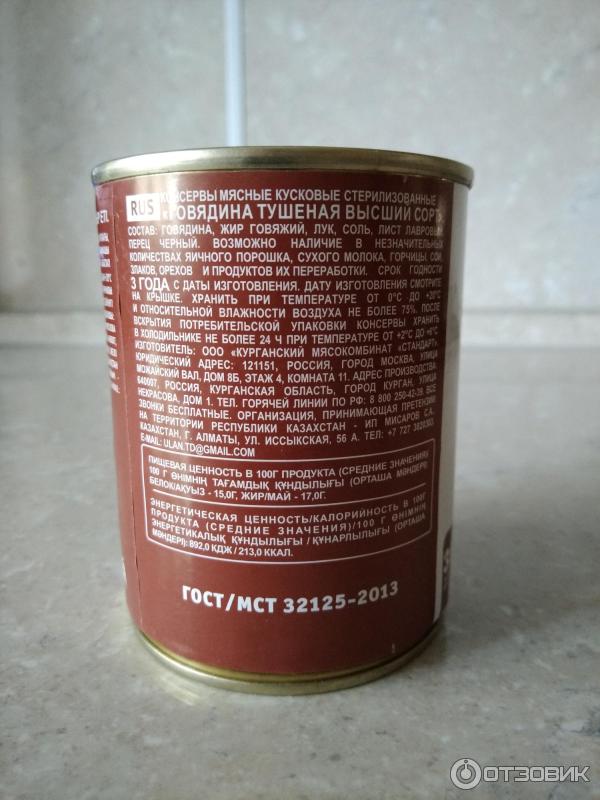 RUS
КОНСЕРВЫ МЯСНЫЕ КУСКОВЫЕ СТЕРИЛИЗОВАННЫЕ
«ГОВЯДИНА ТУШЕНАЯ ВЫСШИЙ СОРТ».
СОСТАВ: ГОВЯДИНА, ЖИР ГОВЯЖИЙ, ЛУК, СОЛЬ, ЛИСТ ЛАВРОВЫЙ,
ПЕРЕЦ ЧЕРНЫЙ. ВОЗМОЖНО НАЛИЧИЕ В НЕЗНАЧИТЕЛЬНЫХ
КОЛИЧЕСТВАХ ЯИЧНОГО ПОРОШКА, СУХОГО МОЛОКА, ГОРЧИЦЫ, СОИ,
ЗЛАКОВ, ОРЕХОВ И ПРОДУКТОВ ИХ ПЕРЕРАБОТКИ. СРОК ГОДНОСТИ
3 ГОДА С ДАТЫ ИЗГОТОВЛЕНИЯ. ДАТУ ИЗГОТОВЛЕНИЯ СМОТРИТЕ
НА КРЫШКЕ. ХРАНИТЬ ПРИ ТЕМПЕРАТУРЕ ОТ 0°С ДО +20°С
И ОТНОСИТЕЛЬНОЙ ВЛАЖНОСТИ ВОЗДУХА НЕ БОЛЕЕ 75%. ПОСЛЕ
ВСКРЫТИЯ ПОТРЕБИТЕЛЬСКОЙ УПАКОВКИ КОНСЕРВЫ ХРАНИТЬ
В ХОЛОДИЛЬНИКЕ НЕ БОЛЕЕ 24 Ч ПРИ ТЕМПЕРАТУРЕ ОТ +2°С ДО +6°С
ИЗГОТОВИТЕЛЬ: ООО «КУРГАНСКИЙ МЯСОКОМБИНАТ «СТАНДАРТ».
ЮРИДИЧЕСКИЙ АДРЕС: 121151, РОССИЯ, ГОРОД МОСКВА, УЛИЦА
МОЖАЙСКИЙ ВАЛ, ДОМ 8Б, ЭТАЖ 4, КОМНАТА 11. АДРЕС ПРОИЗВОДСТВА:
640007, РОССИЯ, КУРГАНСКАЯ ОБЛАСТЬ, ГОРОД КУРГАН, УЛИЦА
НЕКРАСОВА, ДОМ 1. ТЕЛ. ГОРЯЧЕЙ ЛИНИИ ПО РФ: 8 800 250-42-39 ВСЕ
ЗВОНКИ БЕСПЛАТНЫЕ. ОРГАНИЗАЦИЯ, ПРИНИМАЮЩАЯ ПРЕТЕНЗИИ
НА ТЕРРИТОРИИ РЕСПУБЛИКИ КАЗАХСТАН - ИП МИСАРОВ С.А.
КАЗАХСТАН, Г. АЛМАТЫ, УЛ. ИССЫКСКАЯ, 56 А. ТЕЛ: +7 727 3820303
E-MAIL: ULAN.TD@GMAIL.COM
ПИЩЕВАЯ ЦЕННОСТЬ В 100Г ПРОДУКТА (СРЕДНИЕ ЗНАЧЕНИЯ)/
100 Г ӨНІМНІҢ ТАҒАМДЫҚ ҚҰНДЫЛЫҒЫ (ОРТАША МӘНДЕРІ):
БЕЛОК/АҚУЫЗ - 15,0Г, ЖИР/МАЙ - 17,0Г.
ЭНЕРГЕТИЧЕСКАЯ ЦЕННОСТЬ/КАЛОРИЙНОСТЬ В 100Г
ПРОДУКТА (СРЕДНИЕ ЗНАЧЕНИЯ)/100 Г ӨНІМНІҢ
ЭНЕРГЕТИКАЛЫҚ ҚҰНДЫЛЫҒЫ / ҚҰНАРЛЫЛЫҒЫ (ОРТАША
МӘНДЕРІ): 892,0 КДЖ / 213,0 ККАЛ.
ГОСТ/МСТ 32125-2013
ОТЗОВИК